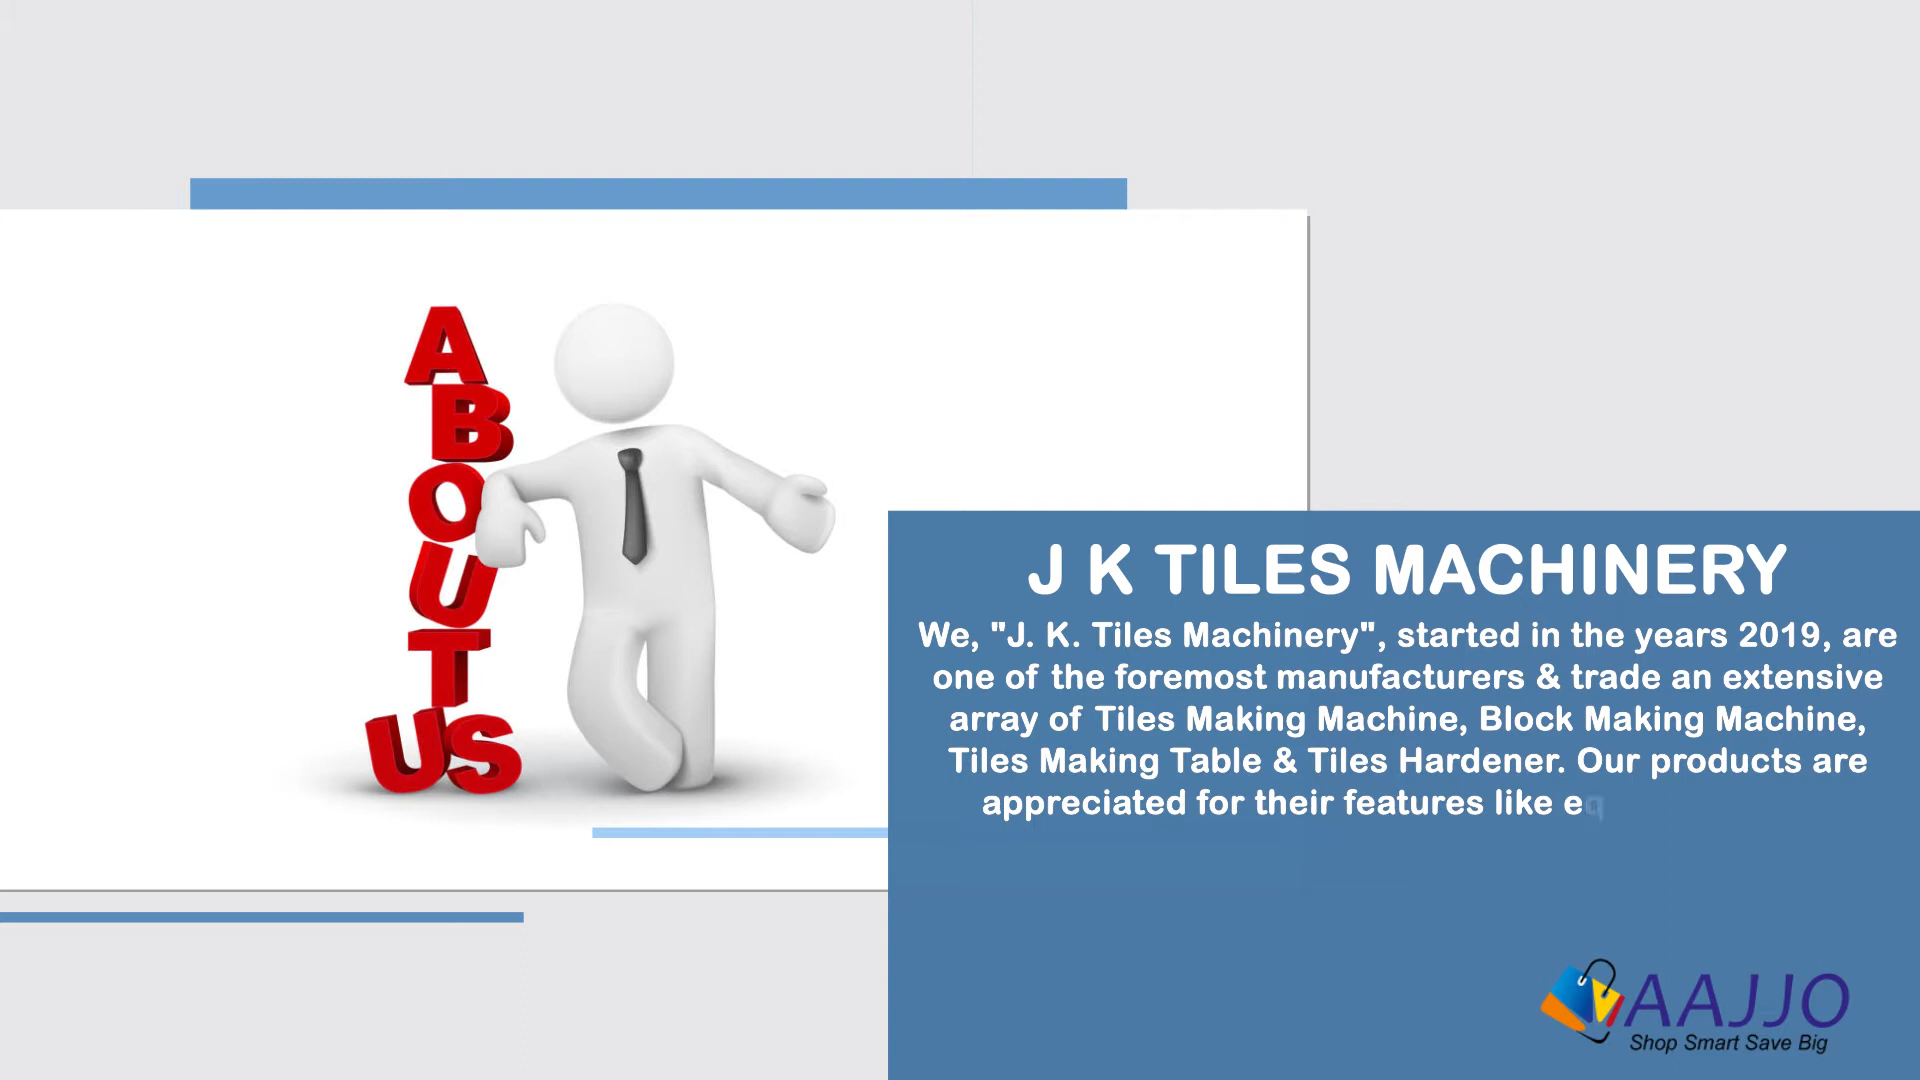 ABOUT
US
J K TILES MACHINERY
We, "J. K. Tiles Machinery", started in the years 2019, are
one of the foremost manufacturers & trade an extensive
array of Tiles Making Machine, Block Making Machine,
Tiles Making Table & Tiles Hardener. Our products are
appreciated for their features like eq
AAJJO
Shop Smart Save Big